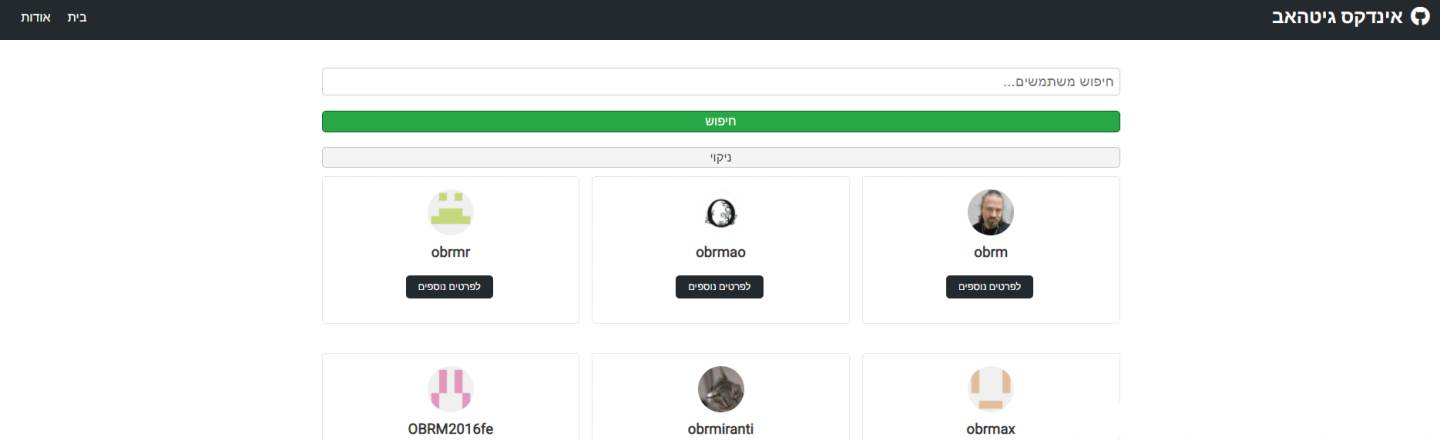 אינדקס גיטהאב
בית
אודות
חיפוש משתמשים...
חיפוש
ניקוי
obrm
לפרטים נוספים
obrmao
לפרטים נוספים
obrmr
לפרטים נוספים
obrmax
obrmiranti
OBRM2016fe